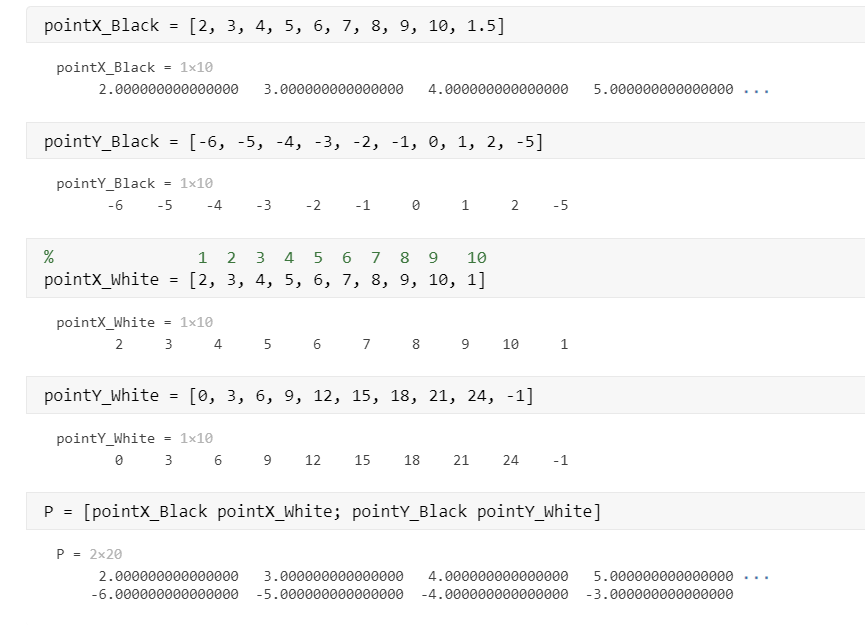 pointX_Black = [2, 3, 4, 5, 6, 7, 8, 9, 10, 1.5]
pointX_Black = 1×10
2.000000000000000 3.000000000000000 4.000000000000000 5.000000000000000 ...
pointY_Black = [-6, -5, -4, -3, -2, -1, 0, 1, 2, -5]
pointY_Black = 1×10
-6 -5 -4 -3 -2 -1 0 1 2 -5
% 1 2 3 4 5 6 7 8 9 10
pointX_White = [2, 3, 4, 5, 6, 7, 8, 9, 10, 1]
pointX_White = 1×10
2 3 4 5 6 7 8 9 10 1
pointY_White = [0, 3, 6, 9, 12, 15, 18, 21, 24, -1]
pointY_White = 1×10
0 3 6 9 12 15 18 21 24 -1
P = [pointX_Black pointX_White; pointY_Black pointY_White]
P = 2×20
2.000000000000000 3.000000000000000 4.000000000000000 5.000000000000000 ...
-6.000000000000000 -5.000000000000000 -4.000000000000000 -3.000000000000000